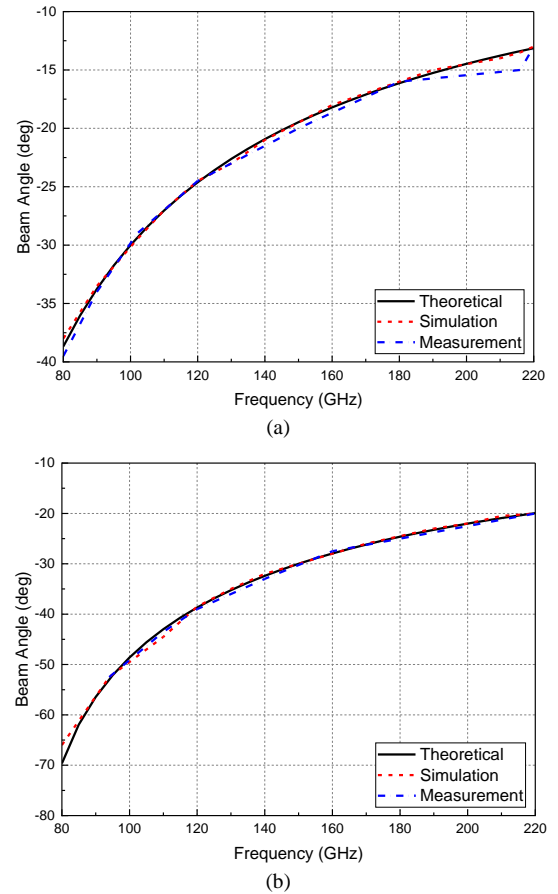 -10
-15
-20
-25
-30
-35
-40
Beam Angle (deg)
Theoretical
Simulation
Measurement
80 100 120 140 160 180 200 220
Frequency (GHz)
(a)
-10
-20
-30
-40
-50
-60
-70
-80
Beam Angle (deg)
Theoretical
Simulation
Measurement
80 100 120 140 160 180 200 220
Frequency (GHz)
(b)